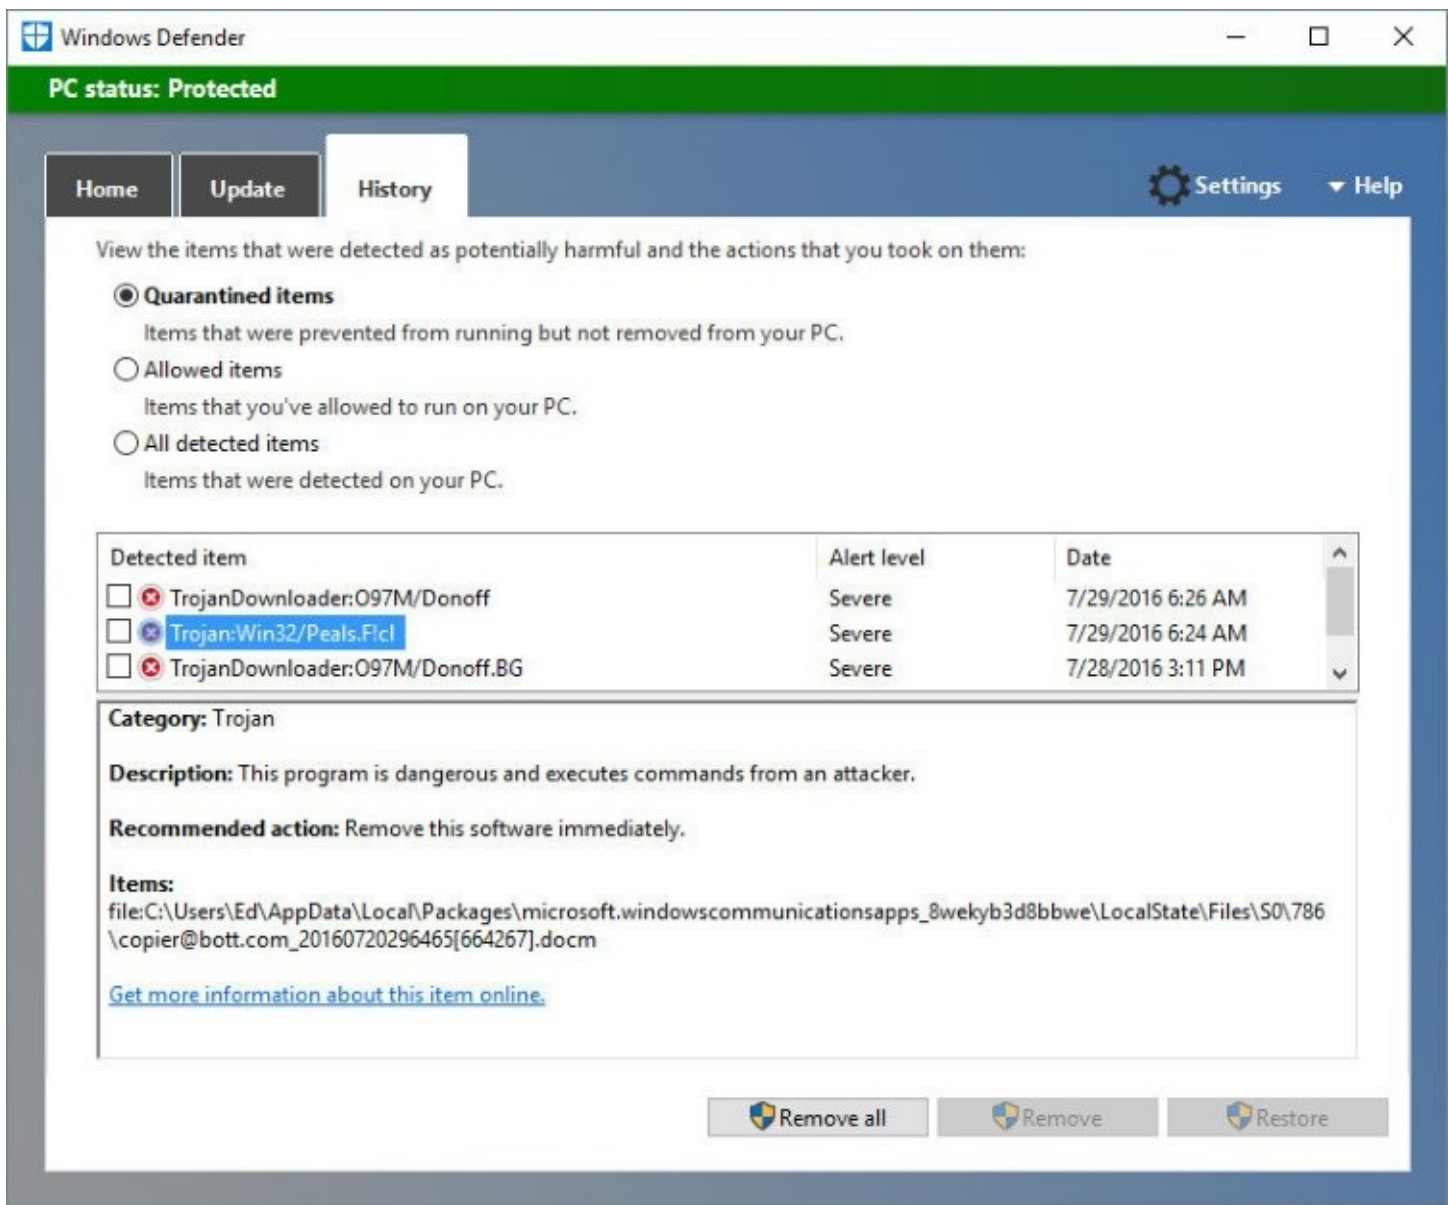 Windows Defender
PC status: Protected
Home Update History Settings Help
View the items that were detected as potentially harmful and the actions that you took on them:
Quarantined items
Items that were prevented from running but not removed from your PC.
Allowed items
Items that you've allowed to run on your PC.
All detected items
Items that were detected on your PC.
Detected item Alert level Date
TrojanDownloader:O97M/Donoff Severe 7/29/2016 6:26 AM
Trojan:Win32/Peals.F!cl Severe 7/29/2016 6:24 AM
TrojanDownloader:O97M/Donoff.BG Severe 7/28/2016 3:11 PM
Category: Trojan
Description: This program is dangerous and executes commands from an attacker.
Recommended action: Remove this software immediately.
Items:
file:C:\Users\Ed\AppData\Local\Packages\microsoft.windowscommunicationsapps_8wekyb3d8bbwe\LocalState\Files\S0\786
\copier@bott.com_20160720296465[664267].docm
Get more information about this item online.
Remove all Remove Restore